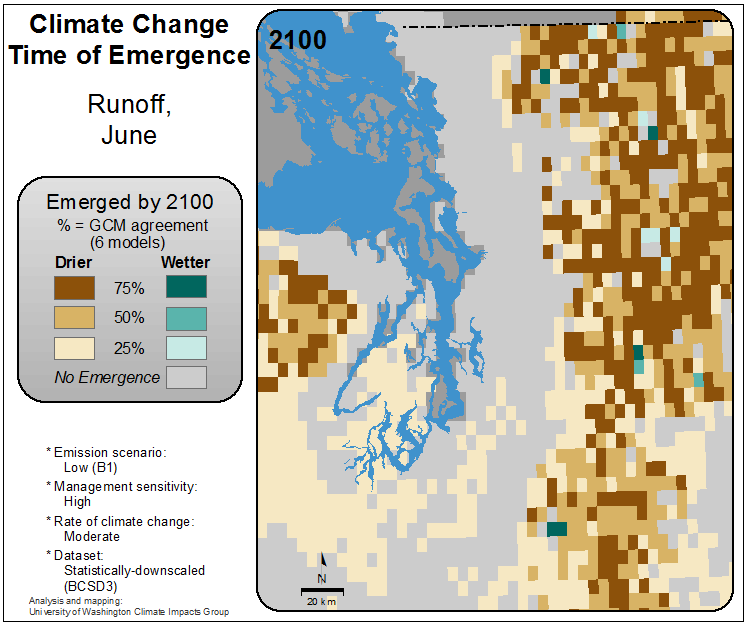 Climate Change
Time of Emergence
Runoff,
June
Emerged by 2100
% = GCM agreement
(6 models)
Drier Wetter
75%
50%
25%
No Emergence
* Emission scenario:
Low (B1)
* Management sensitivity:
High
* Rate of climate change:
Moderate
* Dataset:
Statistically-downscaled
(BCSD3)
Analysis and mapping:
University of Washington Climate Impacts Group
2100
N
20 km